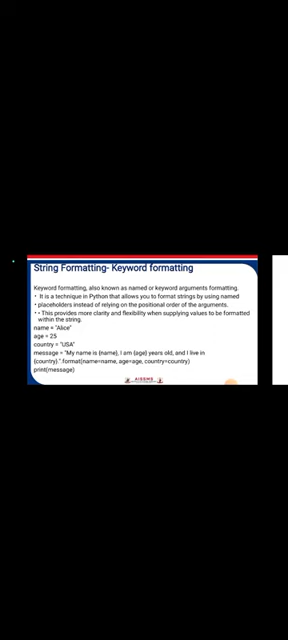 String Formatting- Keyword formatting
Keyword formatting, also known as named or keyword arguments formatting.
• It is a technique in Python that allows you to format strings by using named
• placeholders instead of relying on the positional order of the arguments.
• • This provides more clarity and flexibility when supplying values to be formatted
within the string.
name = "Alice"
age = 25
country = "USA"
message = "My name is {name}, I am {age} years old, and I live in
{country}.".format(name=name, age=age, country=country)
print(message)
AISSMS